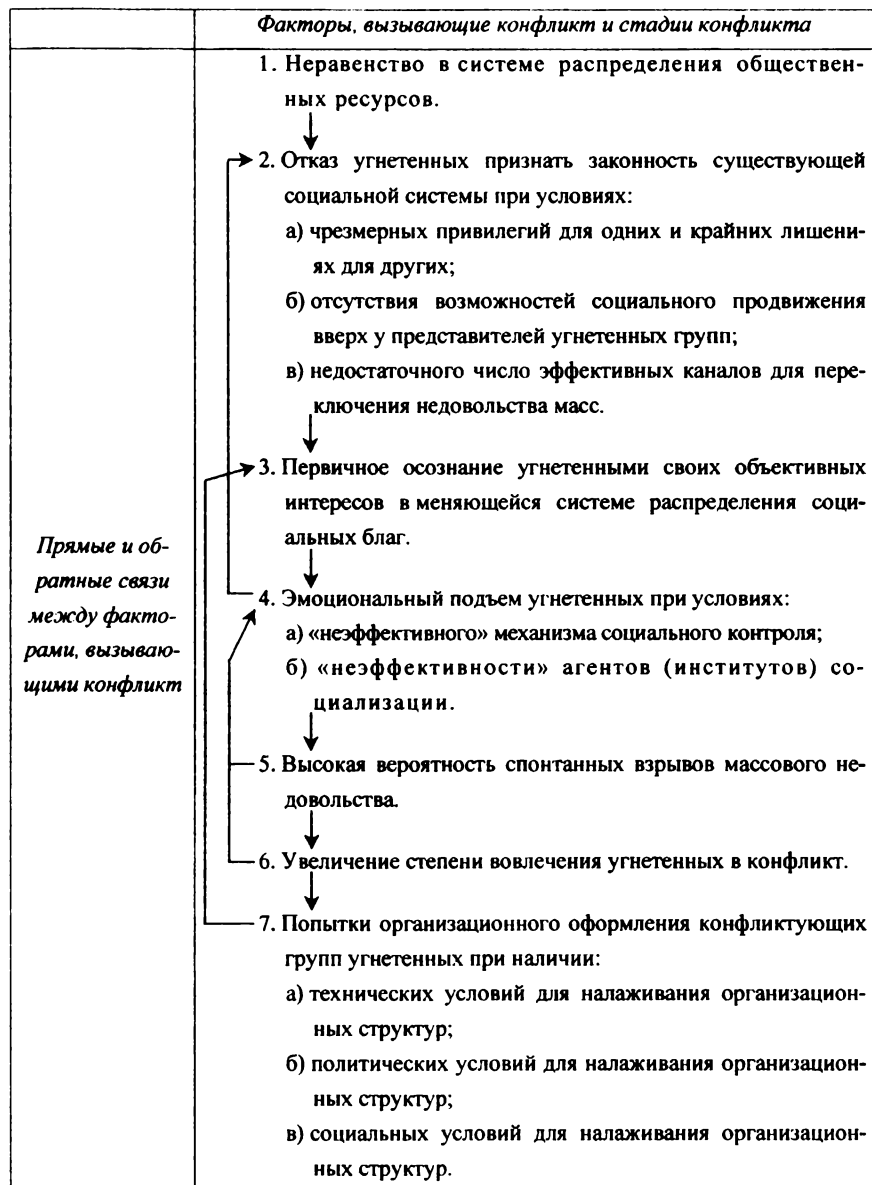 Факторы, вызывающие конфликт и стадии конфликта
1. Неравенство в системе распределения обществен-
ных ресурсов.
2. Отказ угнетенных признать законность существующей
социальной системы при условиях:
а) чрезмерных привилегий для одних и крайних лишени-
ях для других;
б) отсутствия возможностей социального продвижения
вверх у представителей угнетенных групп;
в) недостаточного число эффективных каналов для пере-
ключения недовольства масс.
3. Первичное осознание угнетенными своих объективных
интересов в меняющейся системе распределения соци-
альных благ.
Прямые и об-
ратные связи
между факто-
рами, вызываю-
щими конфликт
4. Эмоциональный подъем угнетенных при условиях:
а) «неэффективного» механизма социального контроля;
б) «неэффективности» агентов (институтов) со-
циализации.
5. Высокая вероятность спонтанных взрывов массового не-
довольства.
6. Увеличение степени вовлечения угнетенных в конфликт.
7. Попытки организационного оформления конфликтующих
групп угнетенных при наличии:
а) технических условий для налаживания организацион-
ных структур;
б) политических условий для налаживания организацион-
ных структур;
в) социальных условий для налаживания организацион-
ных структур.